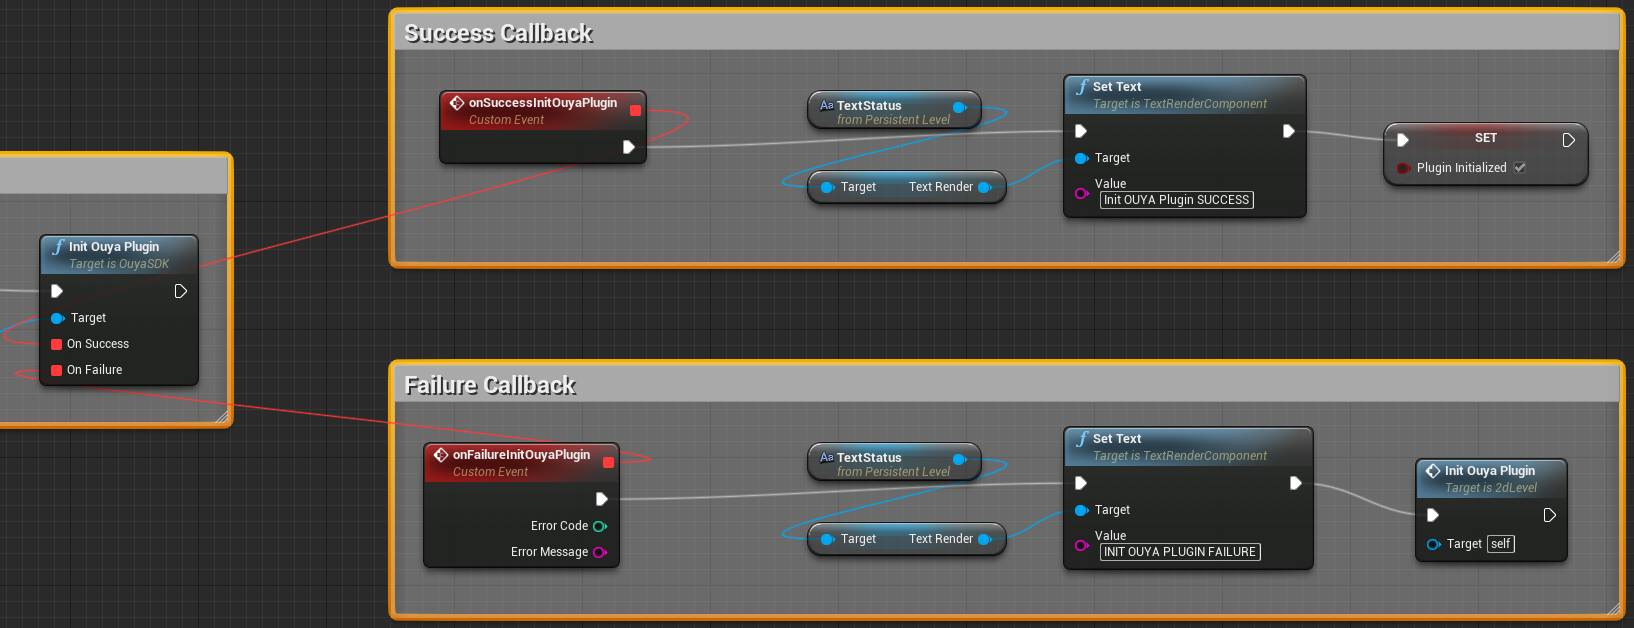 Success Callback
onSuccessInitOuyaPlugin
Custom Event
TextStatus
from Persistent Level
Target Text Render
Set Text
Target is TextRenderComponent
Target
Value
Init OUYA Plugin SUCCESS
SET
Plugin Initialized
Init Ouya Plugin
Target is OuyaSDK
Target
On Success
On Failure
Failure Callback
onFailureInitOuyaPlugin
Custom Event
Error Code
Error Message
TextStatus
from Persistent Level
Target Text Render
Set Text
Target is TextRenderComponent
Target
Value
INIT OUYA PLUGIN FAILURE
Init Ouya Plugin
Target is 2dLevel
Target self